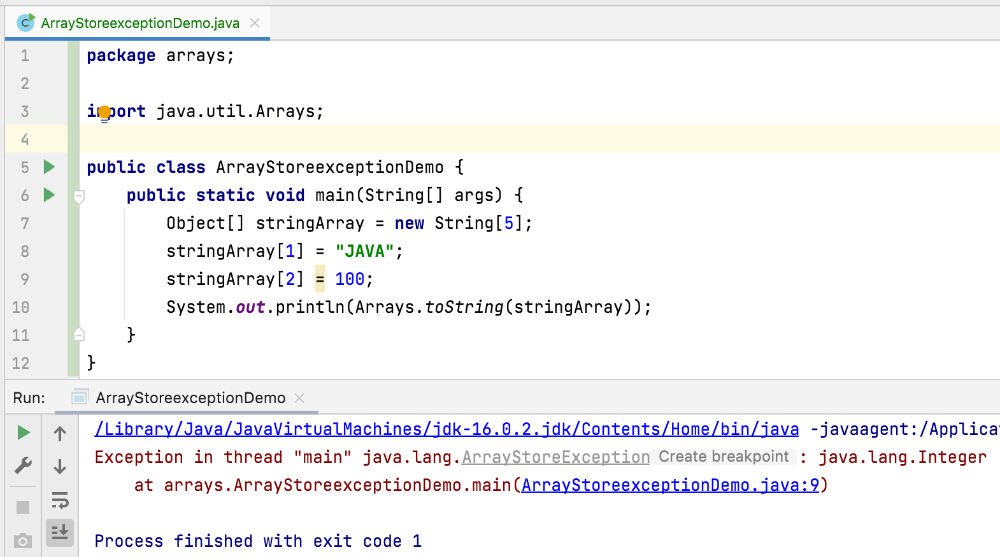 ArrayStoreexceptionDemo.java
1 package arrays;
2
3 import java.util.Arrays;
4
5 public class ArrayStoreexceptionDemo {
6 public static void main(String[] args) {
7 Object[] stringArray = new String[5];
8 stringArray[1] = "JAVA";
9 stringArray[2] = 100;
10 System.out.println(Arrays.toString(stringArray));
11 }
12 }
Run: ArrayStoreexceptionDemo
/Library/Java/JavaVirtualMachines/jdk-16.0.2.jdk/Contents/Home/bin/java -javaagent:/Applica
Exception in thread "main" java.lang.ArrayStoreException Create breakpoint : java.lang.Integer
at arrays.ArrayStoreexceptionDemo.main(ArrayStoreexceptionDemo.java:9)
Process finished with exit code 1